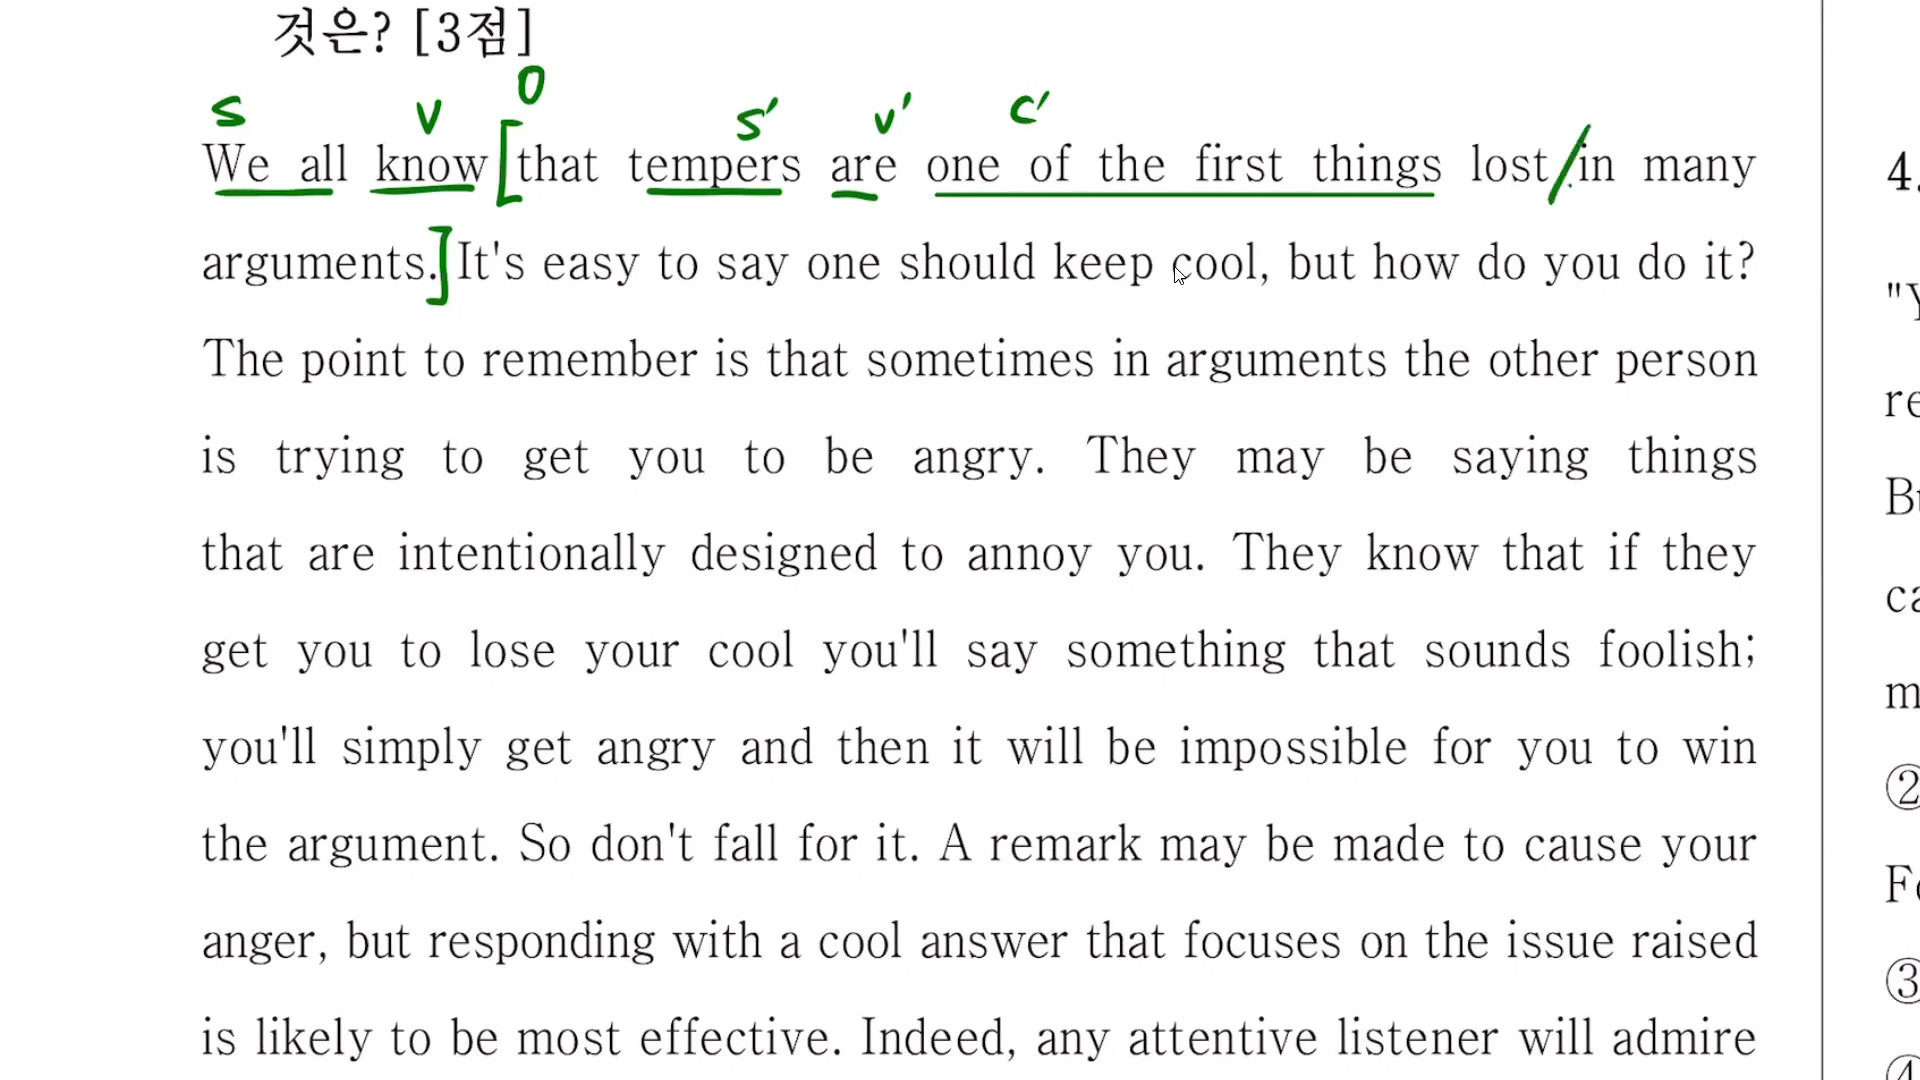 것은? [3점]
S V O S' V' C'
We all know [that tempers are one of the first things lost / in many
arguments.] It's easy to say one should keep cool, but how do you do it?
The point to remember is that sometimes in arguments the other person
is trying to get you to be angry. They may be saying things
that are intentionally designed to annoy you. They know that if they
get you to lose your cool you'll say something that sounds foolish;
you'll simply get angry and then it will be impossible for you to win
the argument. So don't fall for it. A remark may be made to cause your
anger, but responding with a cool answer that focuses on the issue raised
is likely to be most effective. Indeed, any attentive listener will admire
4.
②
③